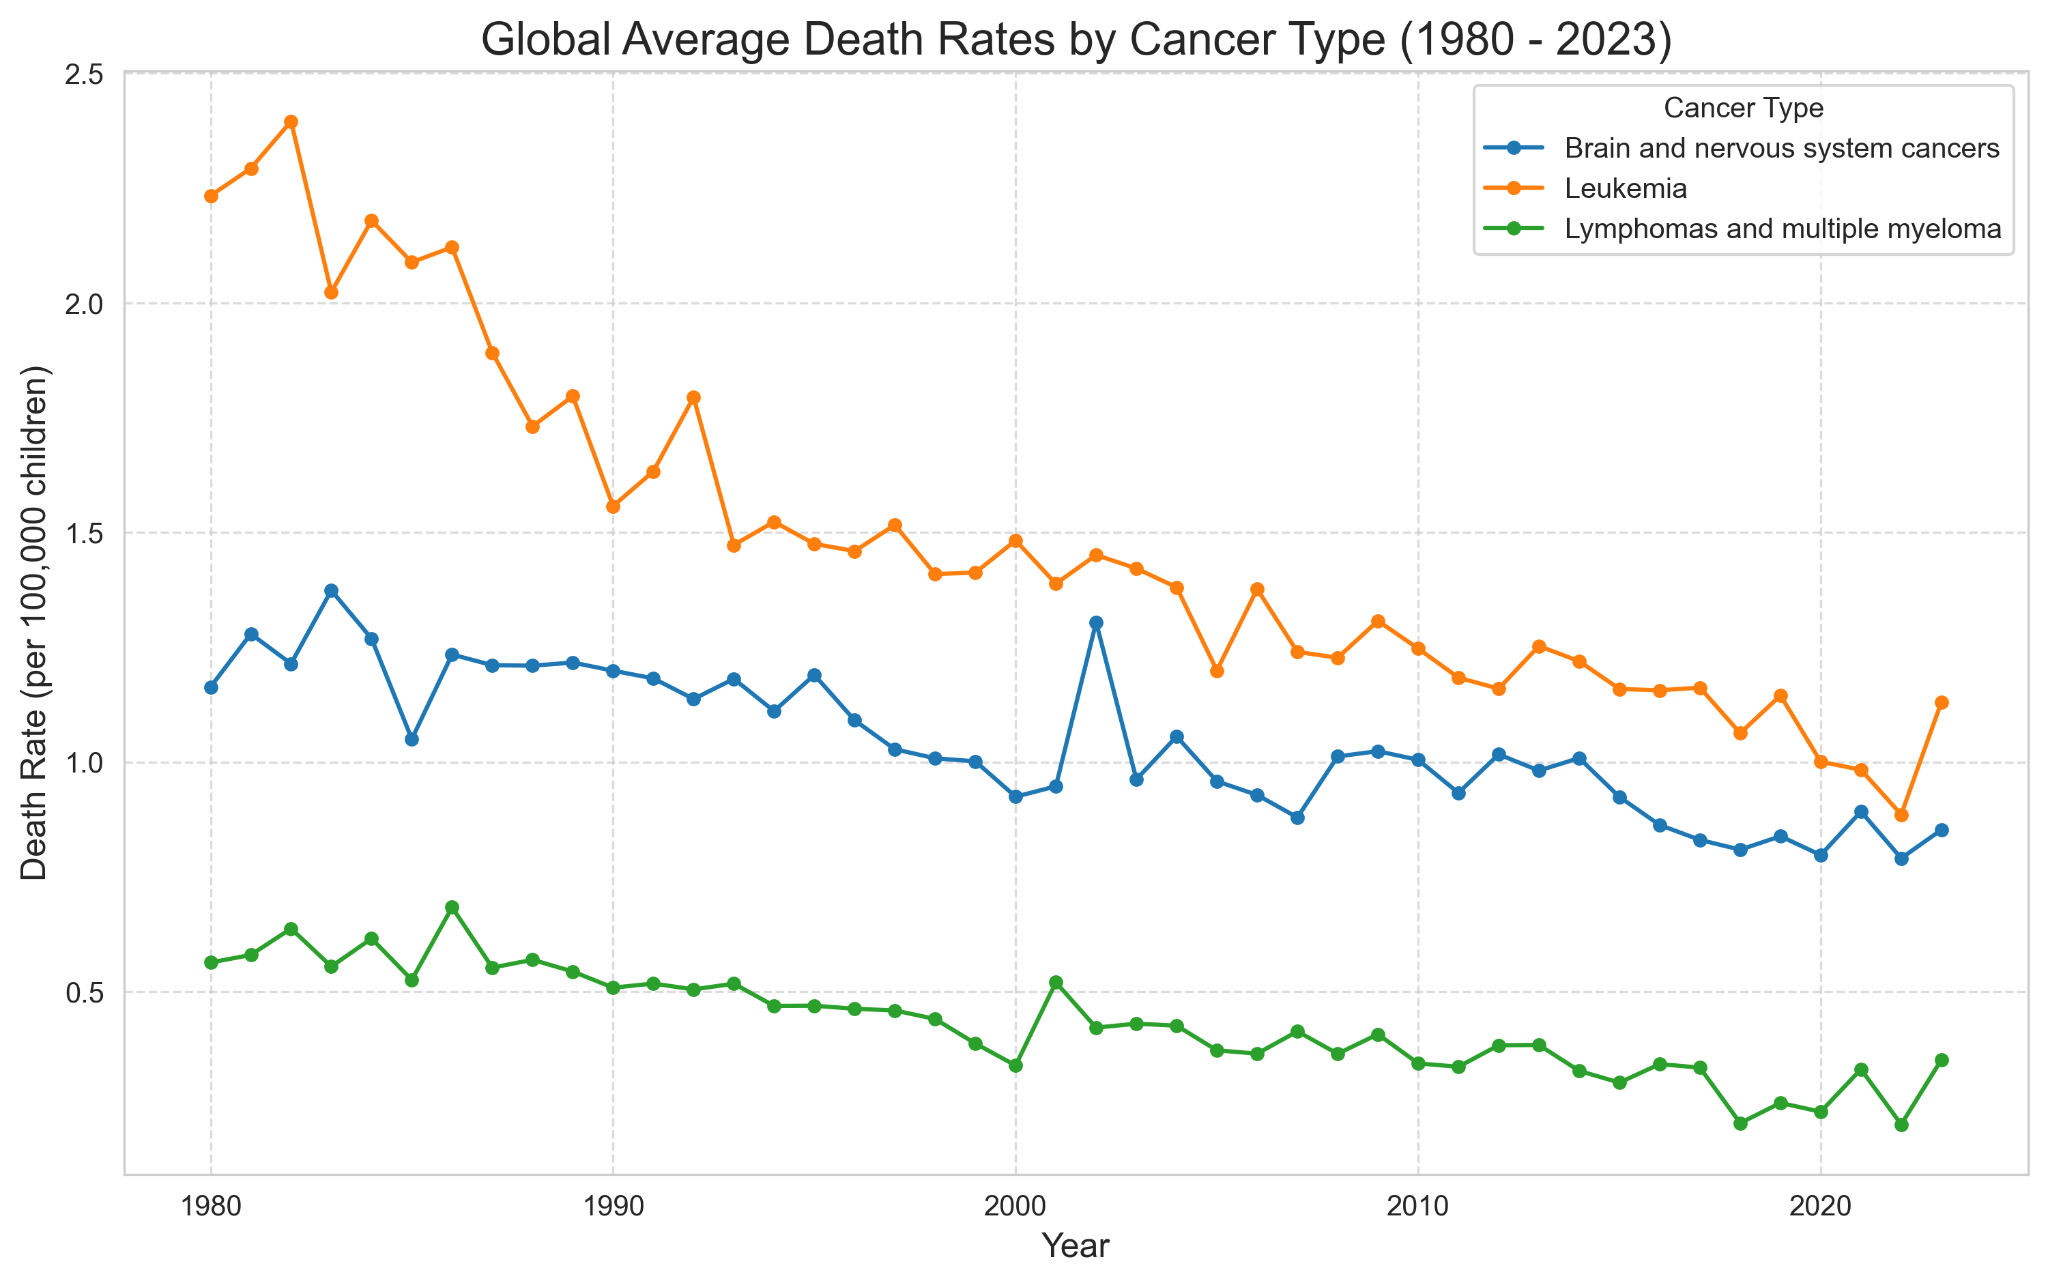 Global Average Death Rates by Cancer Type (1980 - 2023)
2.5
2.0
1.5
1.0
0.5
Death Rate (per 100,000 children)
Cancer Type
Brain and nervous system cancers
Leukemia
Lymphomas and multiple myeloma
1980 1990 2000 2010 2020
Year